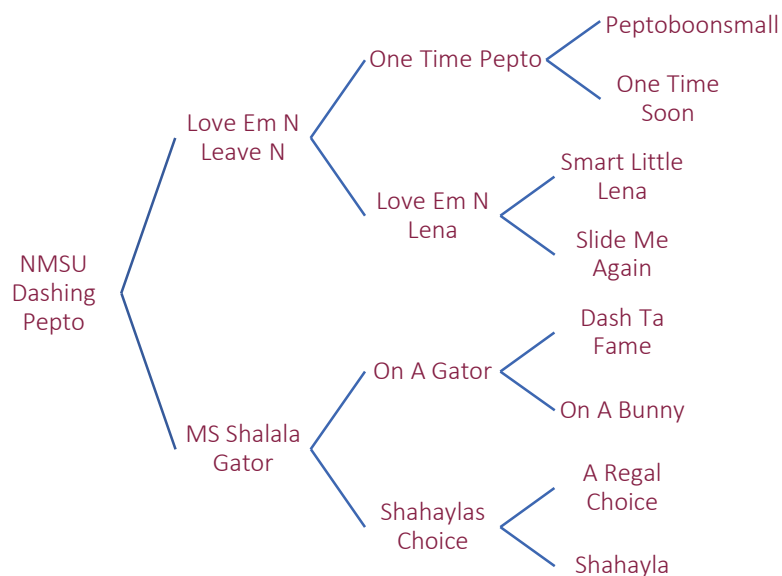 Peptoboonsmall
One Time Pepto
One Time
Soon
Love Em N
Leave N
Smart Little
Lena
Love Em N
Lena
Slide Me
Again
NMSU
Dashing
Pepto
Dash Ta
Fame
On A Gator
On A Bunny
MS Shalala
Gator
A Regal
Choice
Shahaylas
Choice
Shahayla